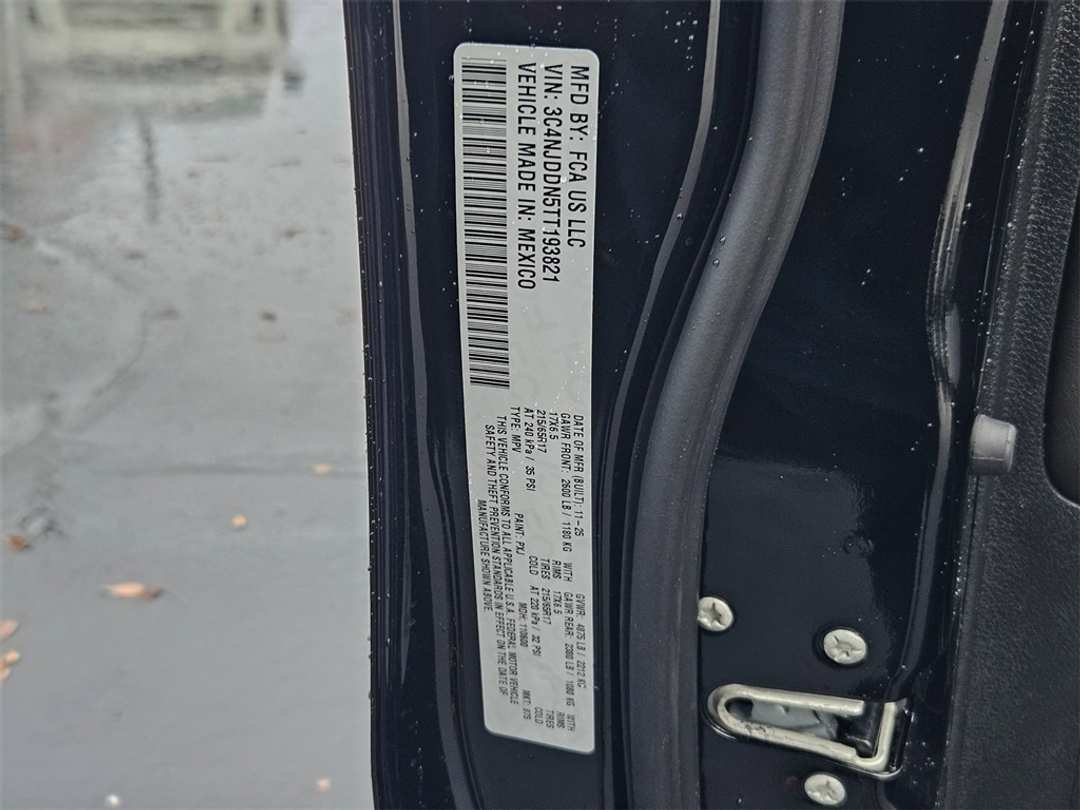 MFD BY: FCA US LLC
VIN: 3C4NJDDN5TT193821
VEHICLE MADE IN: MEXICO
DATE OF MFR (BUILT): 11-25 GVWR: 4875 LB / 2212 KG
GAWR FRONT: 2600 LB / 1180 KG WITH GAWR REAR: 2380 LB / 1080 KG WITH
17X6.5 RIMS 17X6.5 RIMS
215/65R17 TIRES 215/65R17 TIRES
AT 240 kPa / 35 PSI COLD AT 220 kPa / 32 PSI COLD
TYPE: MPV PAINT: PXJ MDH: 110600 MKT:
THIS VEHICLE CONFORMS TO ALL APPLICABLE U.S.A. FEDERAL MOTOR VEHICLE
SAFETY AND THEFT PREVENTION STANDARDS IN EFFECT ON THE DATE OF
MANUFACTURE SHOWN ABOVE.